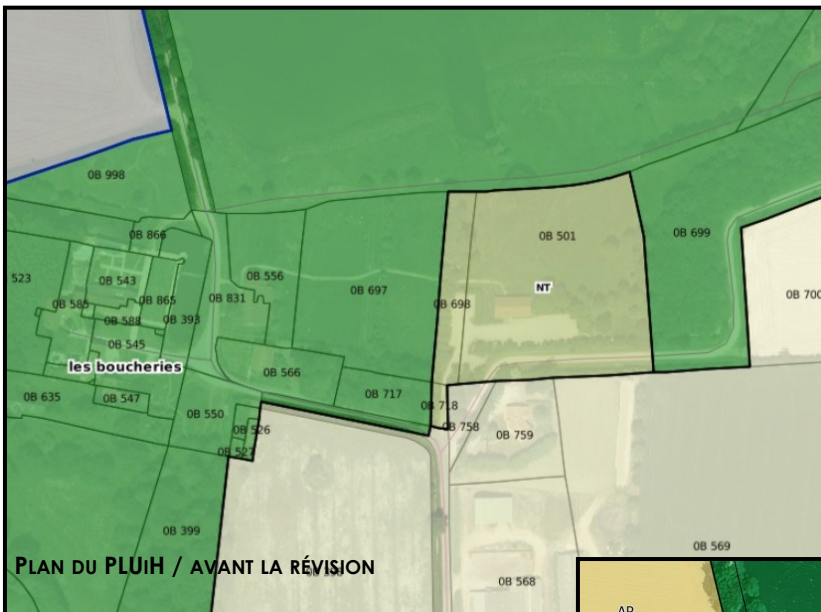 0B 998
0B 501
0B 866
0B 699
523
0B 543
0B 556
NT
0B 585
0B 865
0B 831
0B 697
0B 698
0B 700
0B 588
0B 393
0B 545
les boucheries
0B 566
0B 635
0B 547
0B 717
0B 550
0B 718
0B 526
0B 758
0B 759
0B 527
0B 399
0B 569
PLAN DU PLUiH / AVANT LA RÉVISION
0B 568
AP